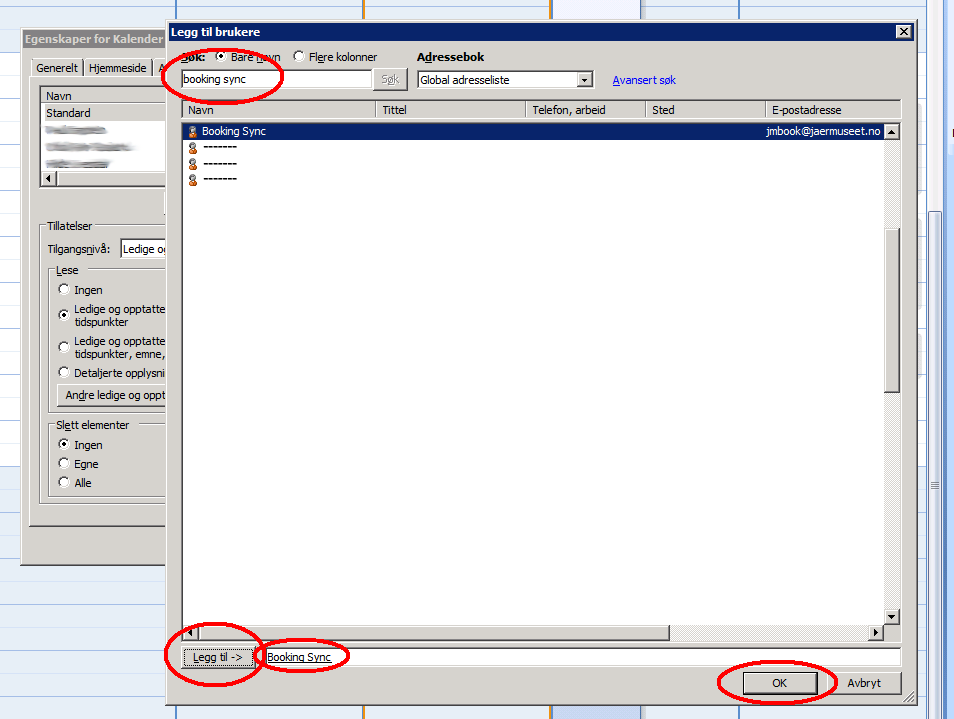 Egenskaper for Kalender
Generelt
Hjemmeside
Navn
Standard
Tillatelser
Tilgangsnivå:
Ledige og
Lese
Ingen
Ledige og opptatte
tidspunkter
Ledige og opptatte
tidspunkter, emne,
Detaljerte opplysni
Andre ledige og oppt
Slett elementer
Ingen
Egne
Alle
Legg til brukere
Søk:
Bare navn
Flere kolonner
Adressebok
booking sync
Søk
Global adresseliste
Avansert søk
Navn
Tittel
Telefon, arbeid
Sted
E-postadresse
Booking Sync
jmbook@jaermuseet.no
-------
-------
-------
Legg til ->
Booking Sync
OK
Avbryt